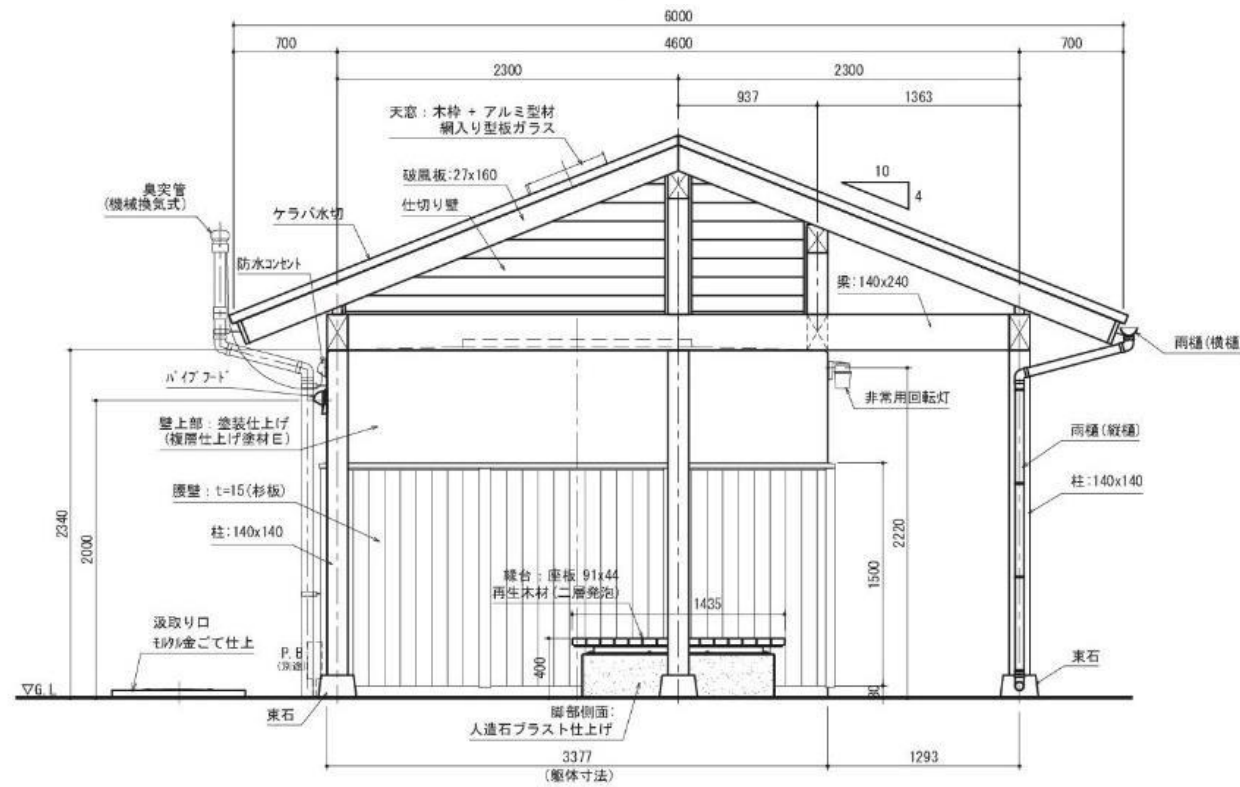 6000
700
4600
700
2300
2300
937
1363
天窓：木枠 + アルミ型材
網入り型板ガラス
10
4
破風板:27x160
臭突管
(機械換気式)
ケラバ水切
仕切り壁
防水コンセント
梁:140x240
雨樋(横樋
パイプフード
非常用回転灯
壁上部：塗装仕上げ
(複層仕上げ塗材E)
雨樋(縦樋)
腰壁：t=15(杉板)
柱:140x140
柱:140x140
2340
2000
2220
1500
縁台：座板 91x44
再生木材(二層発泡)
1435
汲取り口
モルタル金ごて仕上
P.B
(別途)
400
80
束石
▽G.L
束石
脚部側面:
人造石ブラスト仕上げ
3377
(躯体寸法)
1293